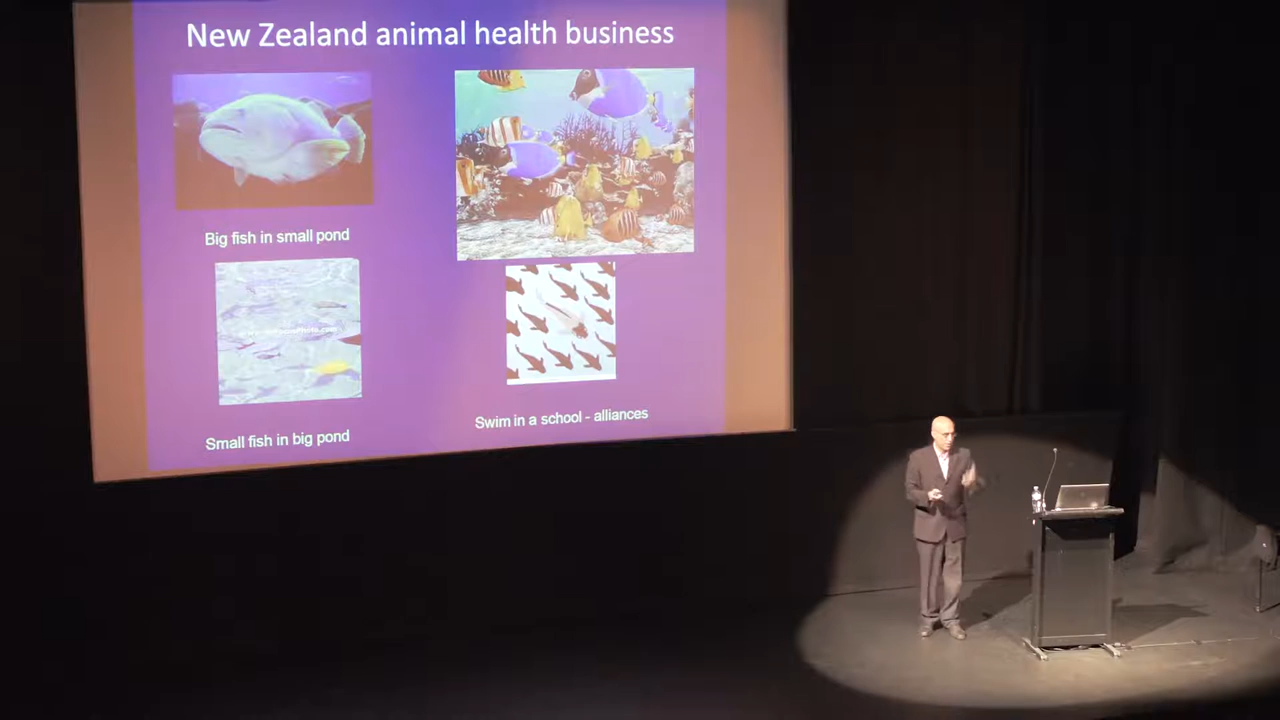 New Zealand animal health business
Big fish in small pond
Small fish in big pond
Swim in a school - alliances